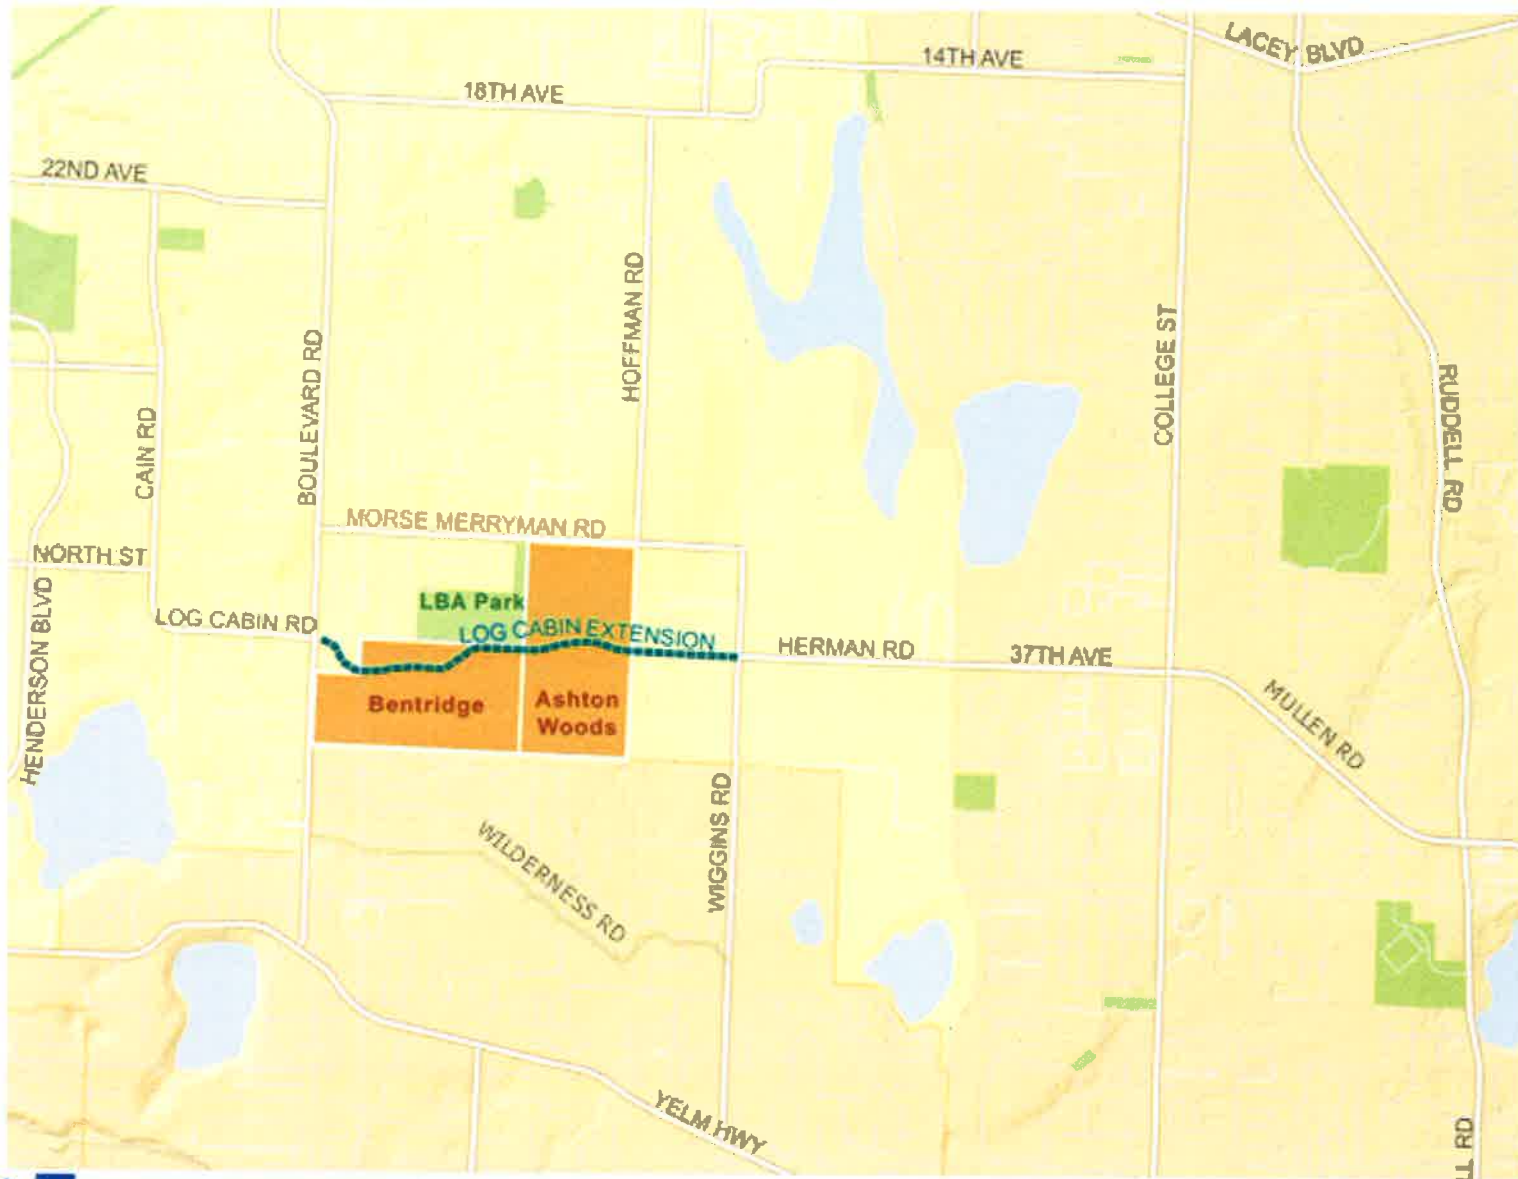 LACEY BLVD
14TH AVE
18TH AVE
22ND AVE
HOFFMAN RD
BOULEVARD RD
COLLEGE ST
CAIN RD
RUDDELL RD
MORSE MERRYMAN RD
NORTH ST
LBA Park
LOG CABIN RD
LOG CABIN EXTENSION
HERMAN RD
37TH AVE
HENDERSON BLVD
Bentridge
Ashton
Woods
MULLEN RD
WIGGINS RD
WILDERNESS RD
YELM HWY
LL RD